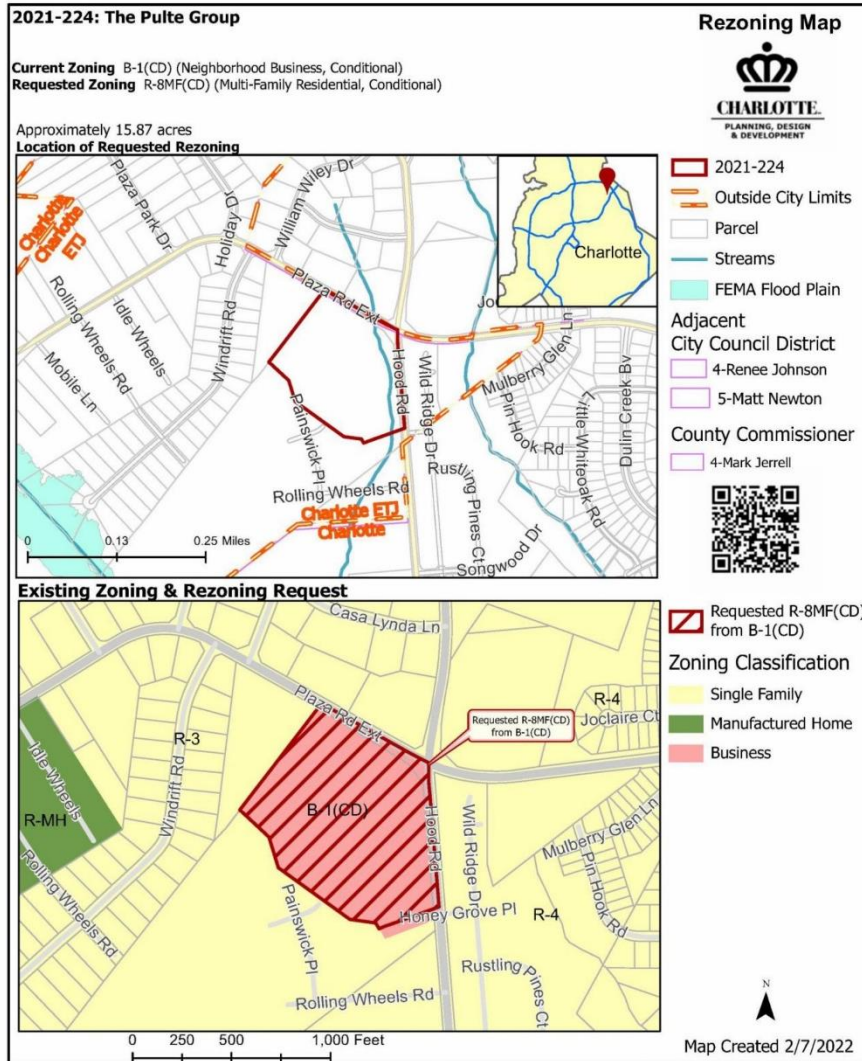 2021-224: The Pulte Group
Current Zoning B-1(CD) (Neighborhood Business, Conditional)
Requested Zoning R-8MF(CD) (Multi-Family Residential, Conditional)
Approximately 15.87 acres
Location of Requested Rezoning
Rezoning Map
CHARLOTTE.
PLANNING, DESIGN
& DEVELOPMENT
Charlotte
Charlotte
ETJ
Plaza Park Dr
Holiday Dr
William Wiley Dr
Rolling Wheels Rd
Idle Wheels
Mobile Ln
Windrift Rd
Plaza Rd Ext
Hood Rd
Painswick Pl
Wild Ridge Dr
Mulberry Glen Ln
Pin Hook Rd
Little Whiteoak Rd
Dulin Creek Bv
Rolling Wheels Rd
Rustling Pines Ct
Songwood Dr
Charlotte ETJ
Charlotte
0 0.13 0.25 Miles
Charlotte
2021-224
Outside City Limits
Parcel
Streams
FEMA Flood Plain
Adjacent
City Council District
4-Renee Johnson
5-Matt Newton
County Commissioner
4-Mark Jerrell
Existing Zoning & Rezoning Request
Casa Lynda Ln
Plaza Rd Ext
Requested R-8MF(CD)
from B-1(CD)
R-4
Joclaire Ct
R-3
Idle Wheels
Windrift Rd
R-MH
B-1(CD)
Hood Rd
Wild Ridge Dr
Mulberry Glen Ln
Pin Hook Rd
Rolling Wheels Rd
Painswick Pl
Honey Grove Pl
R-4
Rustling Pines Ct
Rolling Wheels Rd
0 250 500 1,000 Feet
Requested R-8MF(CD)
from B-1(CD)
Zoning Classification
Single Family
Manufactured Home
Business
N
Map Created 2/7/2022